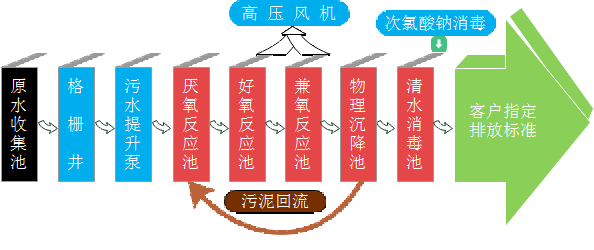 高压风机
次氯酸钠消毒
原水收集池
格栅井
污水提升泵
厌氧反应池
好氧反应池
兼氧反应池
物理沉降池
清水消毒池
客户指定
排放标准
污泥回流